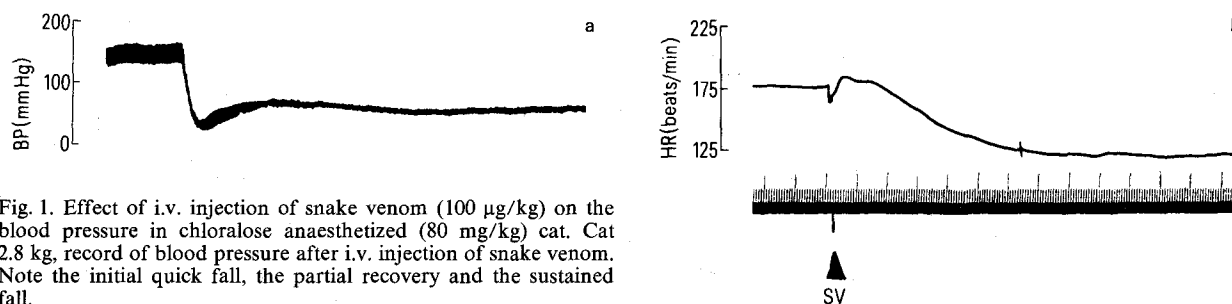 200
100
0
BP (mmHg)
a
Fig. 1. Effect of i.v. injection of snake venom (100 µg/kg) on the
blood pressure in chloralose anaesthetized (80 mg/kg) cat. Cat
2.8 kg, record of blood pressure after i.v. injection of snake venom.
Note the initial quick fall, the partial recovery and the sustained
fall.
225
175
125
HR (beats/min)
SV